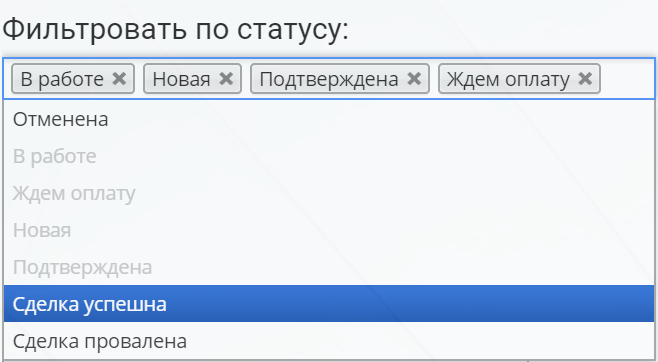 Фильтровать по статусу:
В работе × Новая × Подтверждена × Ждем оплату ×
Отменена
В работе
Ждем оплату
Новая
Подтверждена
Сделка успешна
Сделка провалена